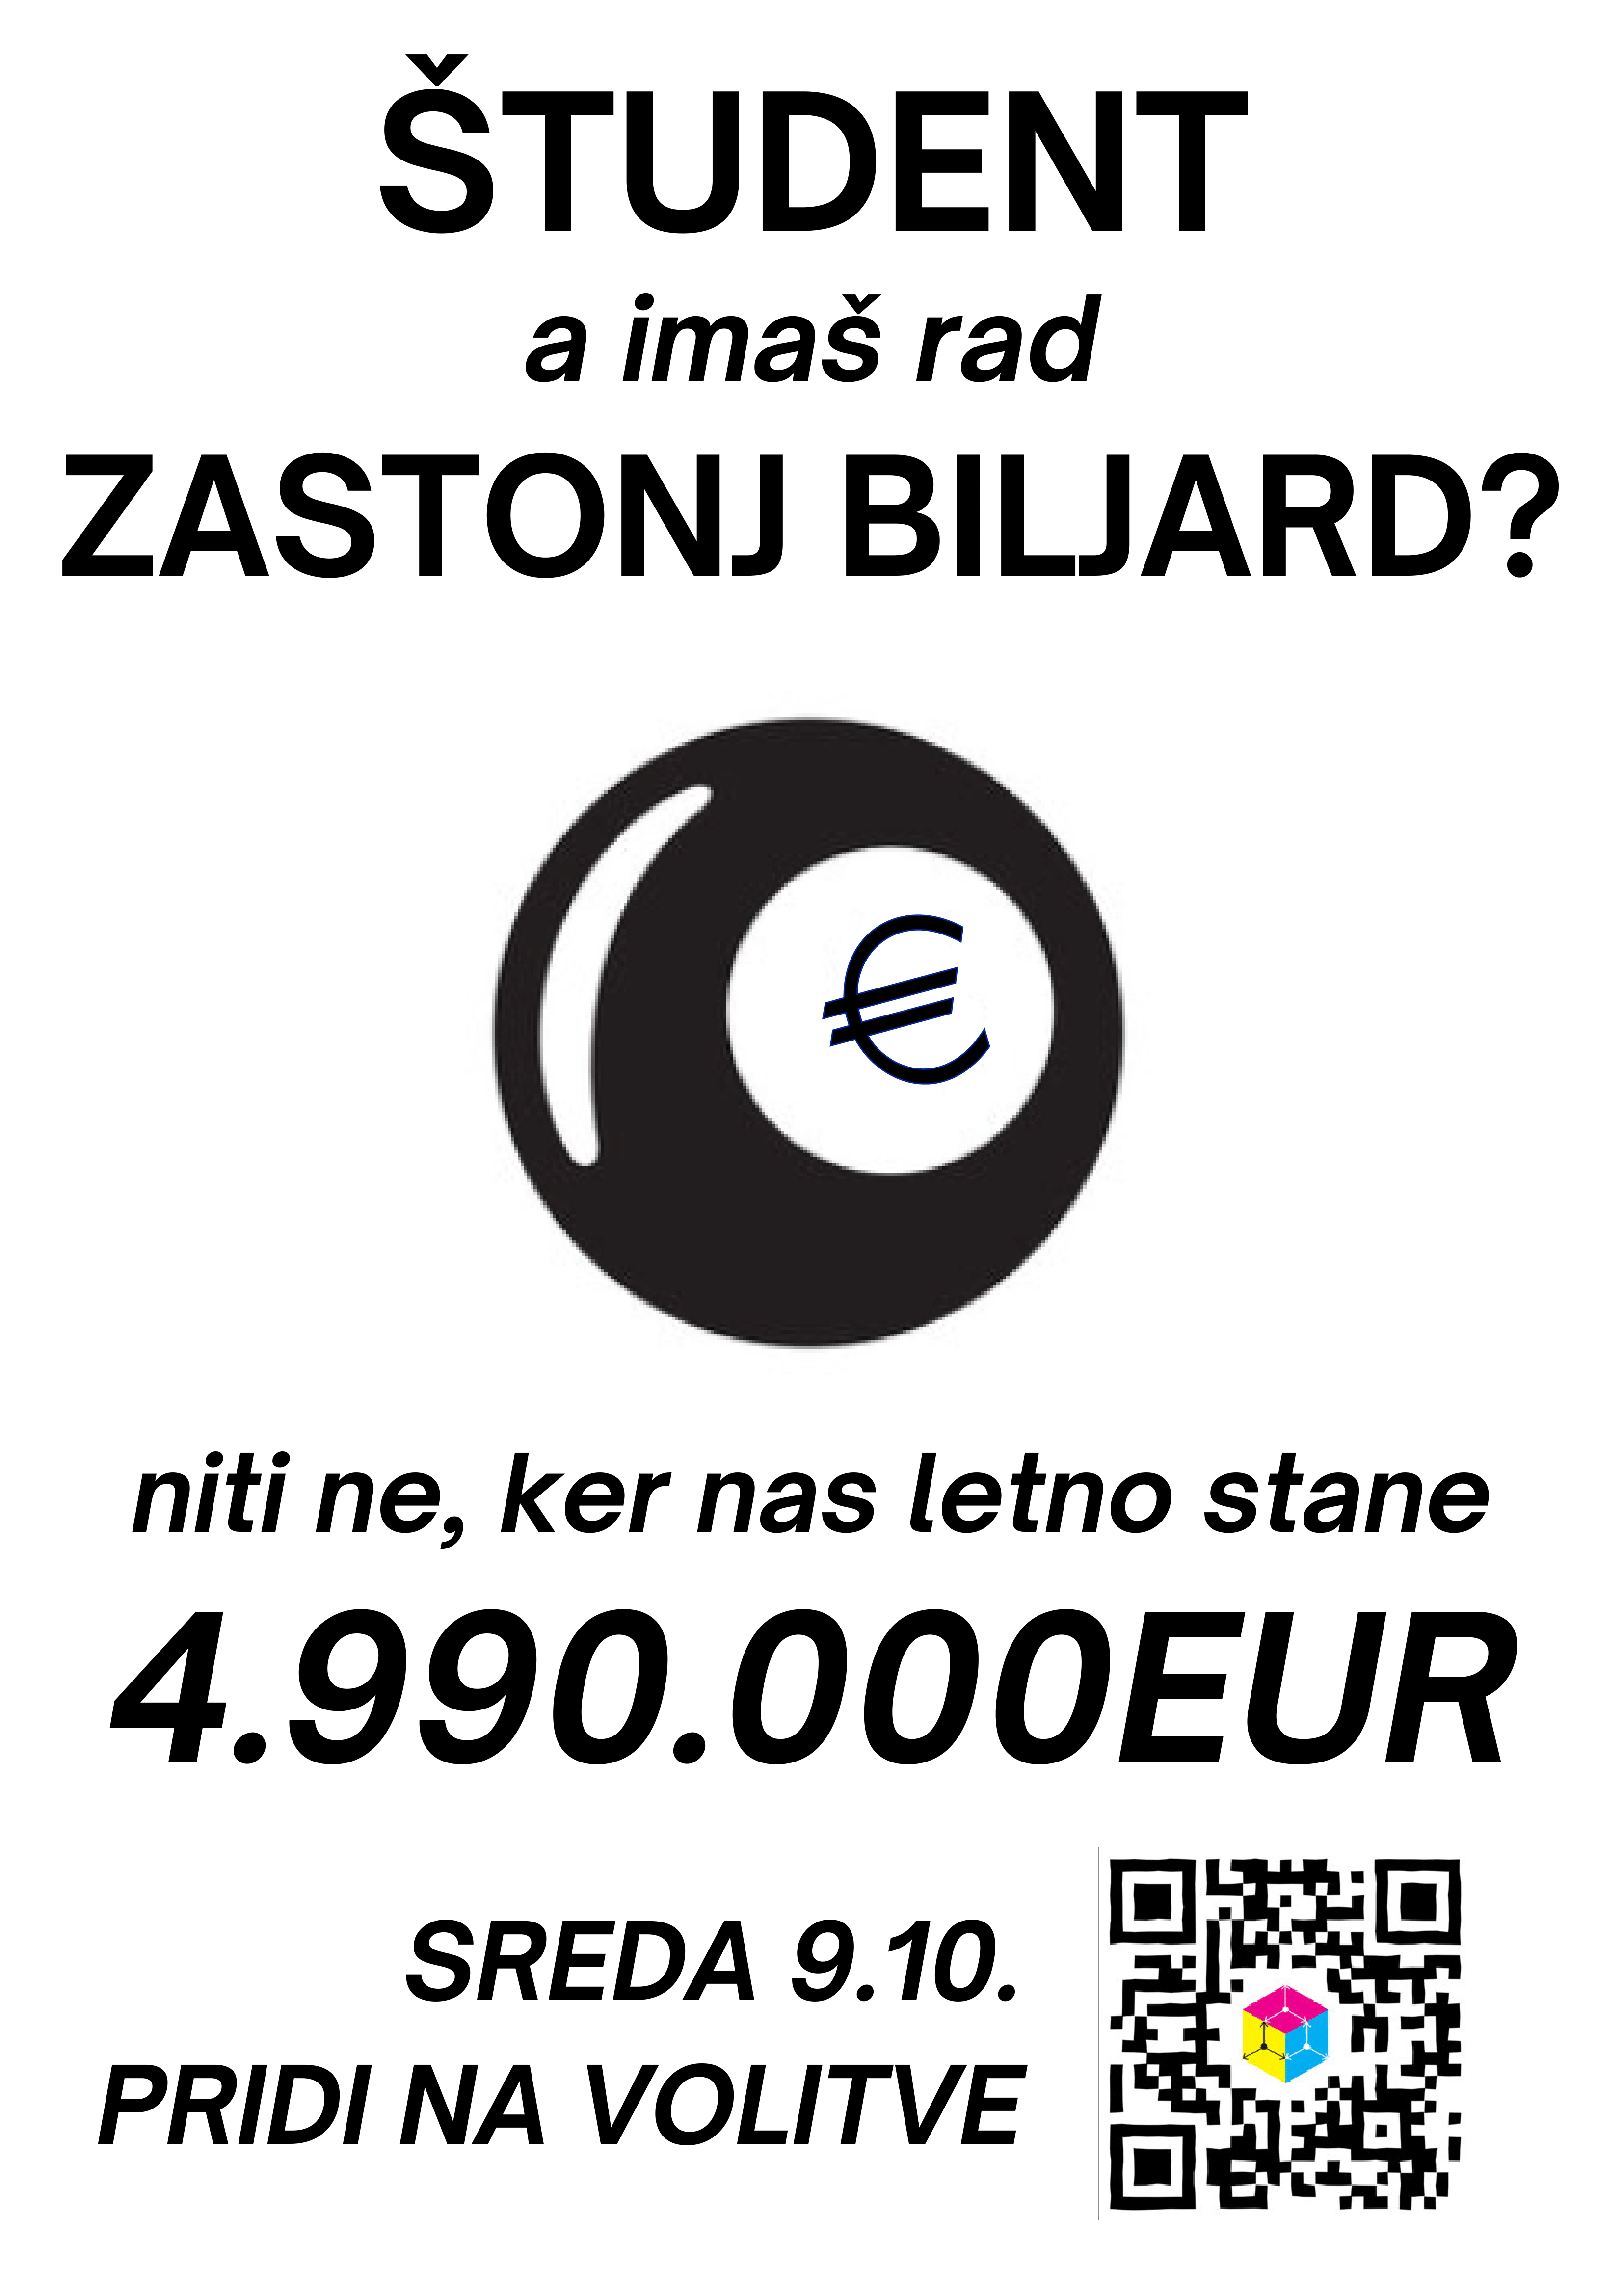 ŠTUDENT
a imaš rad
ZASTONJ BILJARD?
€
niti ne, ker nas letno stane
4.990.000EUR
SREDA 9.10.
PRIDI NA VOLITVE